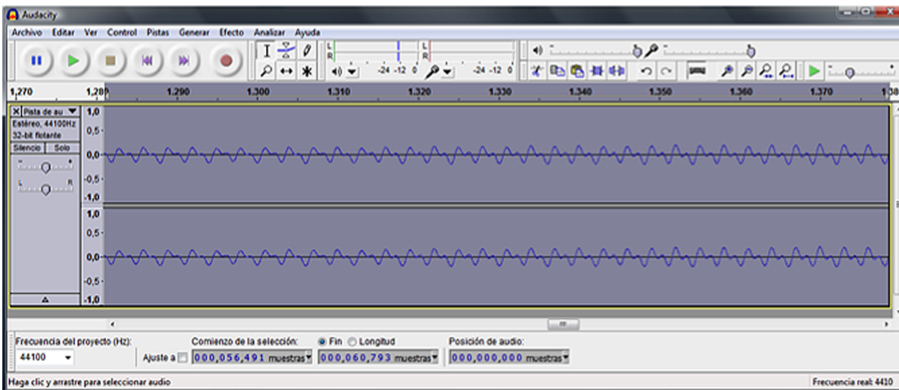 Audacity
Archivo Editar Ver Control Pistas Generar Efecto Analizar Ayuda
L
R
-24 -12 0
L
R
-24 -12 0
1,270 1,280 1.290 1.300 1.310 1.320 1.330 1.340 1.350 1.360 1.370 1.380
X Pista de au
Estéreo, 44100Hz
32-bit flotante
Silencio Solo
- +
L R
1,0
0,5
0,0
-0,5
-1,0
1,0
0,5
0,0
-0,5
-1,0
Frecuencia del proyecto (Hz): Comienzo de la selección: Fin Longitud Posición de audio:
44100 Ajuste a 000,056,491 muestras 000,060,793 muestras 000,000,000 muestras
Haga clic y arrastre para seleccionar audio Frecuencia real: 4410